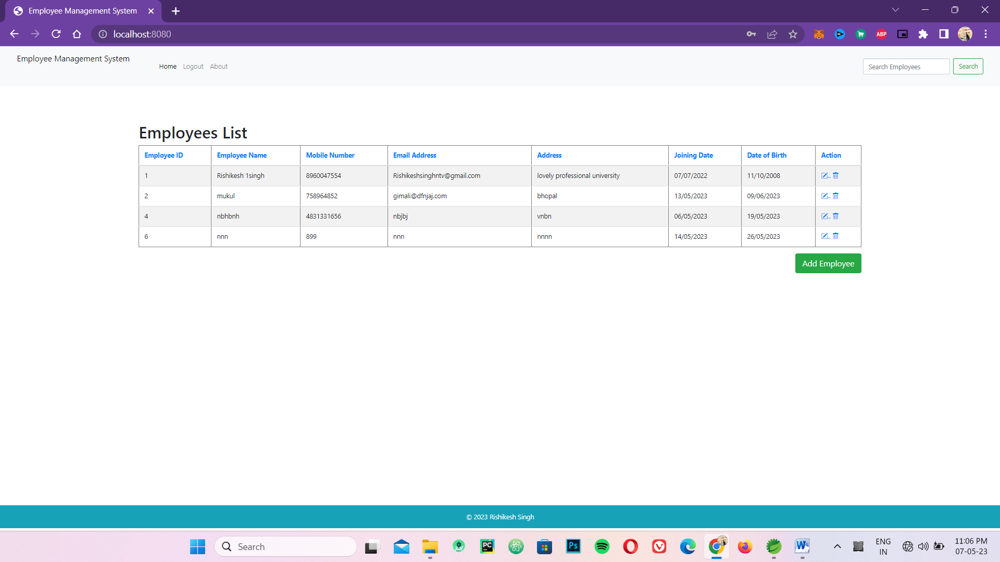 Employee Management System
localhost:8080
ABP
Employee Management System
Home Logout About
Search Employees Search
Employees List
Employee ID Employee Name Mobile Number Email Address Address Joining Date Date of Birth Action
1 Rishikesh 1singh 8960047554 Rishikeshsinghntv@gmail.com lovely professional university 07/07/2022 11/10/2008
2 mukul 758964852 gimali@dfnjaj.com bhopal 13/05/2023 09/06/2023
4 nbhbnh 4831331656 nbjbj vnbn 06/05/2023 19/05/2023
6 nnn 899 nnn nnnn 14/05/2023 26/05/2023
Add Employee
© 2023 Rishikesh Singh
Search
PC
Ps
W
ENG
IN
11:06 PM
07-05-23